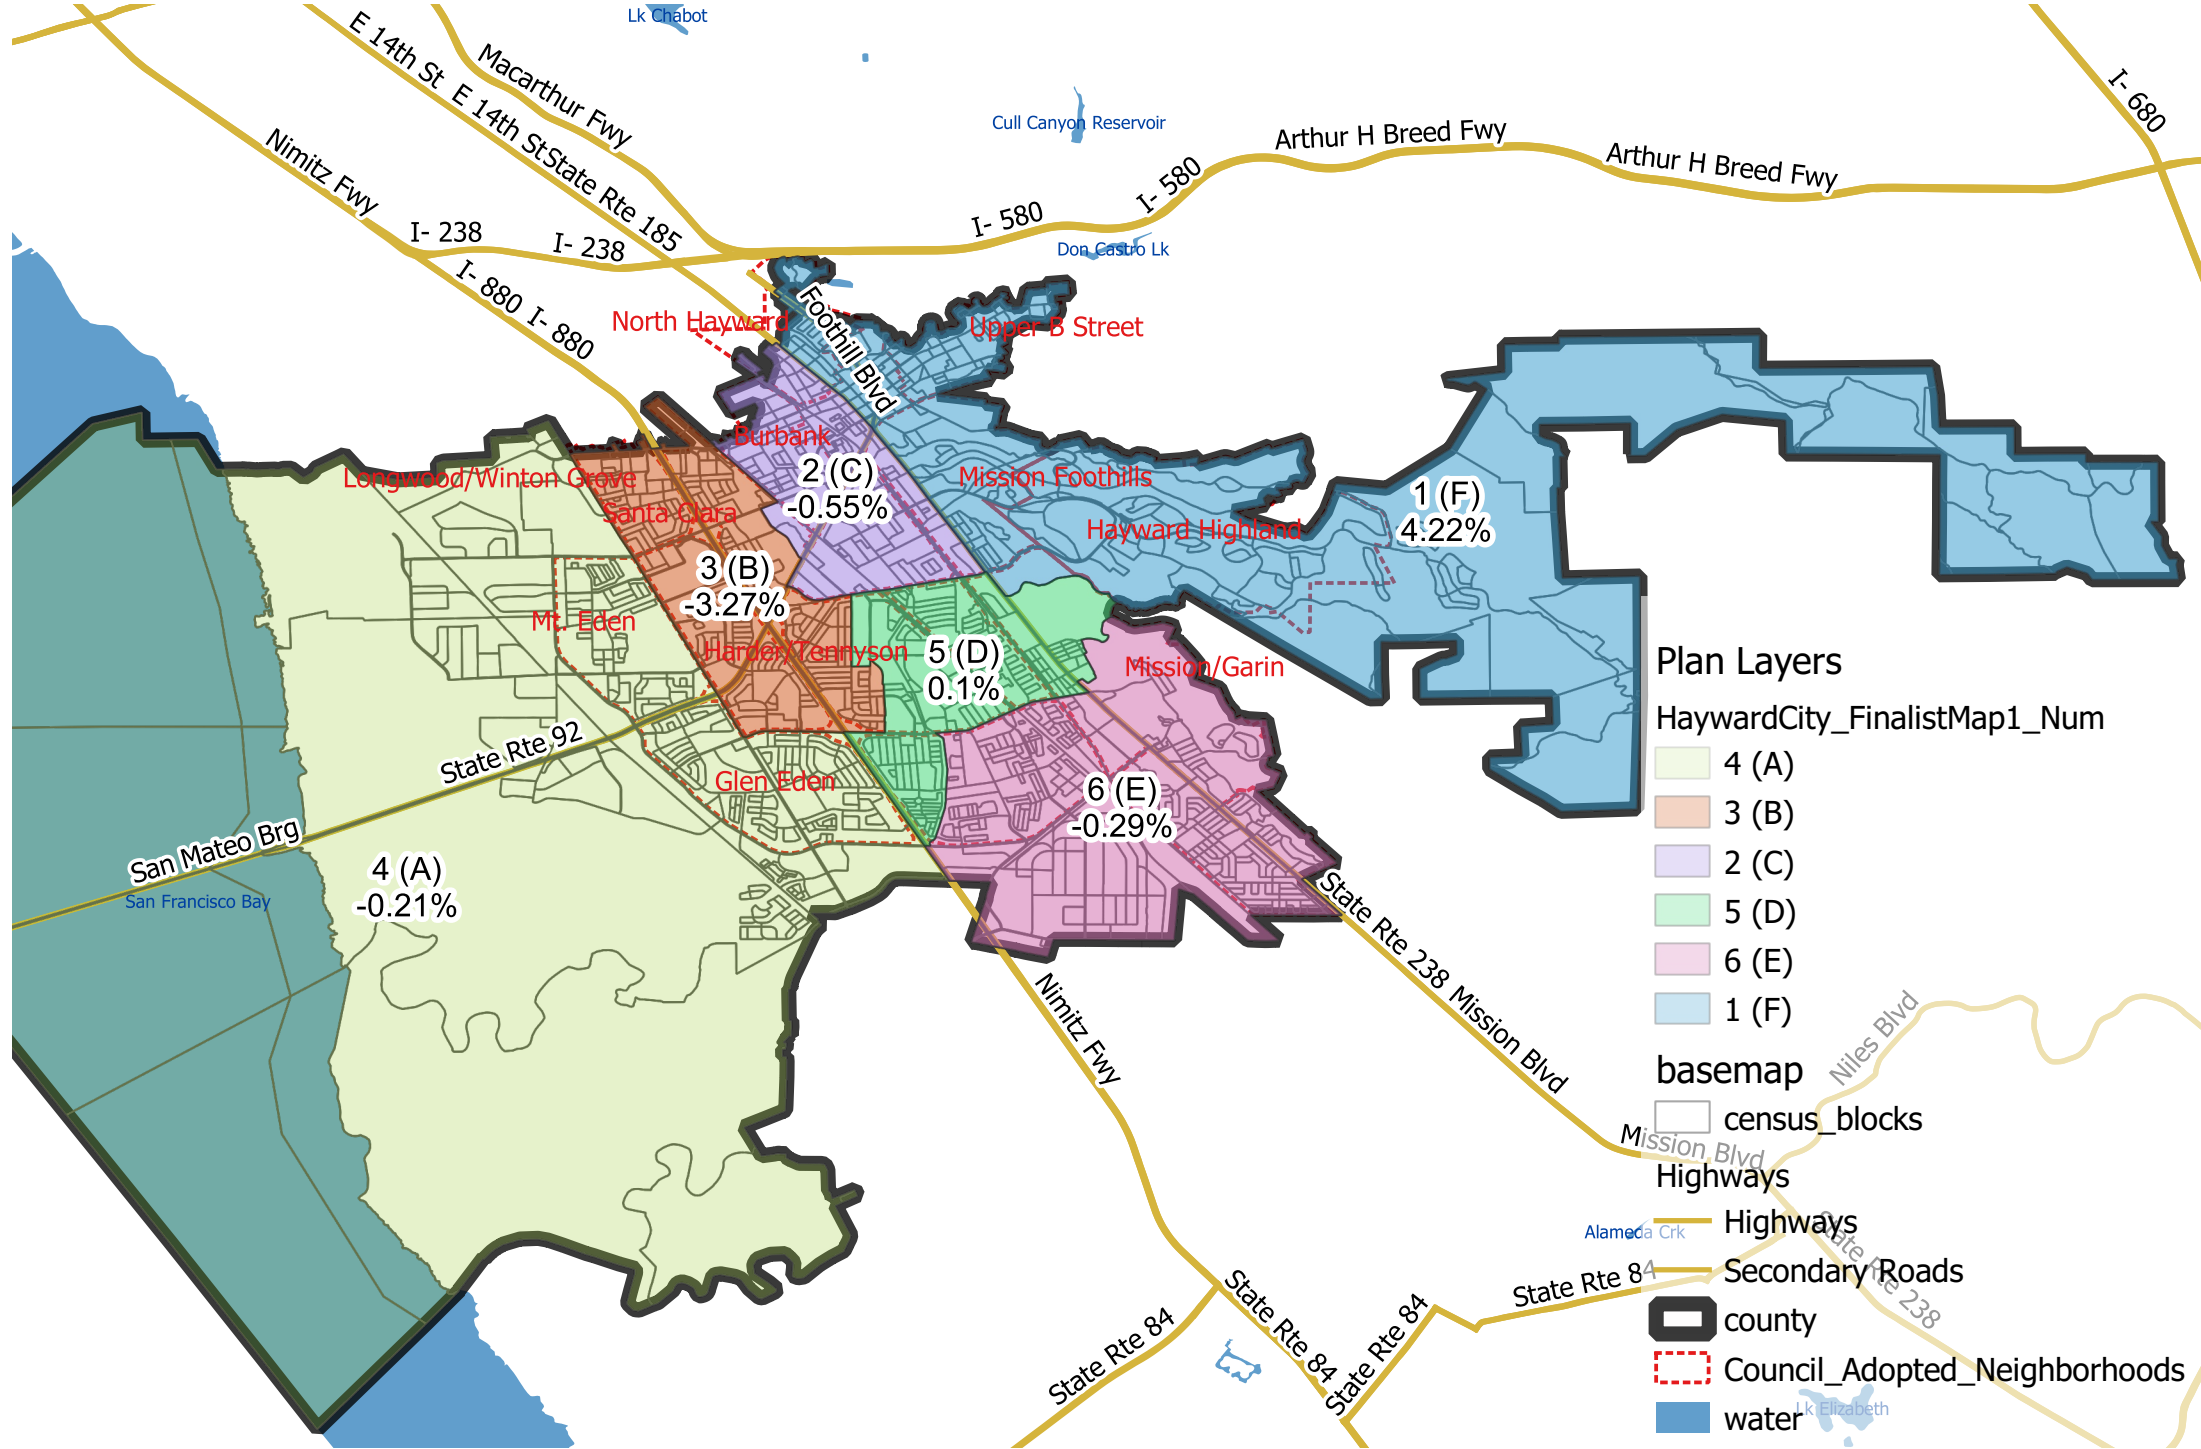 Lk Chabot
E 14th St
E 14th St
State Rte 185
Macarthur Fwy
Nimitz Fwy
I- 238
I- 238
I- 880
I- 880
Cull Canyon Reservoir
Arthur H Breed Fwy
Arthur H Breed Fwy
I- 680
I- 580
I- 580
Don Castro Lk
North Hayward
Foothill Blvd
Upper B Street
Burbank
2 (C)
-0.55%
Longwood/Winton Grove
Santa Clara
Mission Foothills
Hayward Highland
1 (F)
4.22%
3 (B)
-3.27%
Mt. Eden
Harder/Tennyson
5 (D)
0.1%
Mission/Garin
State Rte 92
Glen Eden
6 (E)
-0.29%
San Mateo Brg
4 (A)
-0.21%
San Francisco Bay
State Rte 238
Mission Blvd
Nimitz Fwy
Niles Blvd
Mission Blvd
State Rte 238
Alameda Crk
State Rte 84
State Rte 84
State Rte 84
State Rte 84
Lk Elizabeth
Plan Layers
HaywardCity_FinalistMap1_Num
4 (A)
3 (B)
2 (C)
5 (D)
6 (E)
1 (F)
basemap
census_blocks
Highways
Highways
Secondary Roads
county
Council_Adopted_Neighborhoods
water